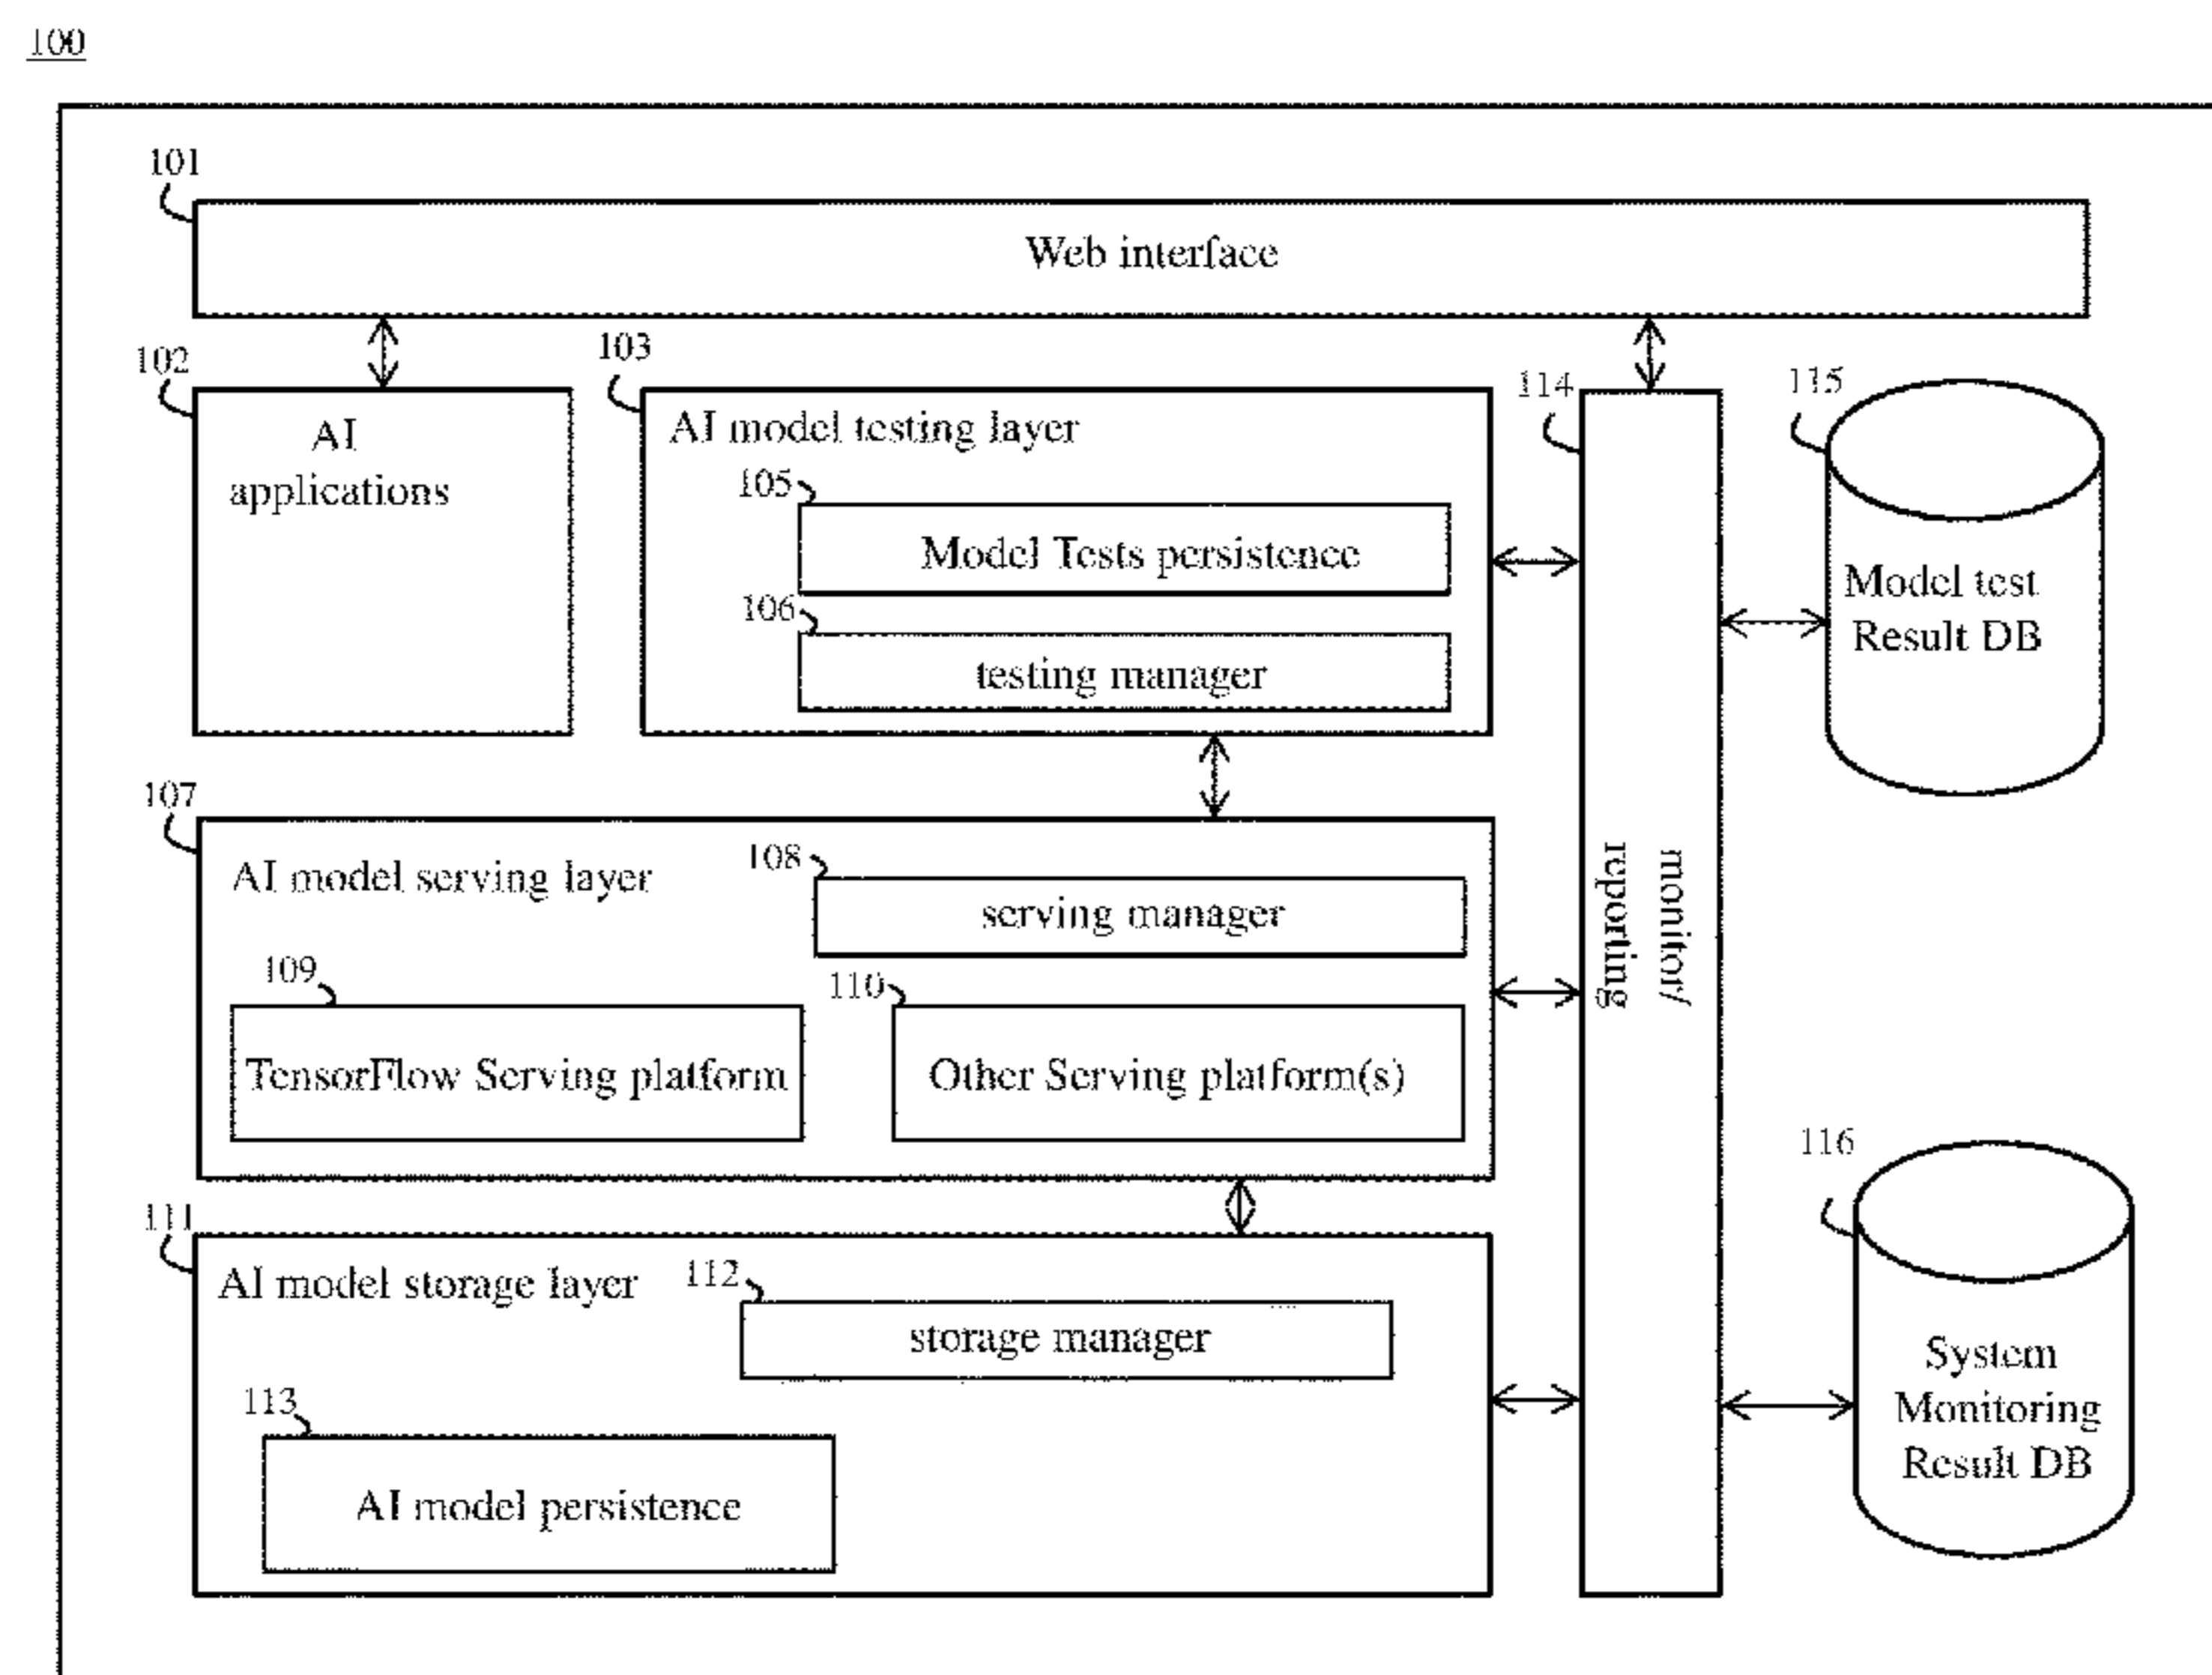 100
101
Web interface
102
AI
applications
103
AI model testing layer
105
Model Tests persistence
106
testing manager
114
monitor/
reporting
115
Model test
Result DB
107
AI model serving layer
108
serving manager
109
TensorFlow Serving platform
110
Other Serving platform(s)
111
AI model storage layer
112
storage manager
113
AI model persistence
116
System
Monitoring
Result DB